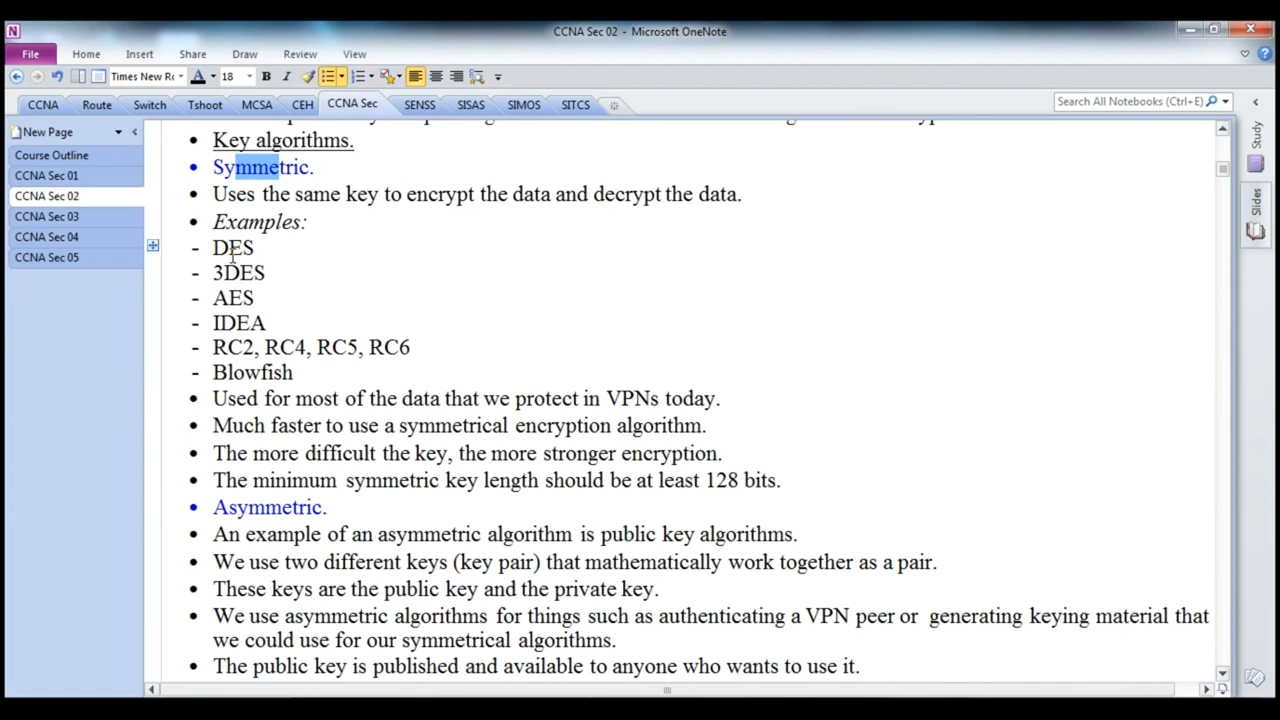 CCNA Sec 02 - Microsoft OneNote
File Home Insert Share Draw Review View
Times New Rc 18 B I
CCNA Route Switch Tshoot MCSA CEH CCNA Sec SENSS SISAS SIMOS SITCS Search All Notebooks (Ctrl+E)
New Page
Course Outline
CCNA Sec 01
CCNA Sec 02
CCNA Sec 03
CCNA Sec 04
CCNA Sec 05
• Key algorithms.
• Symmetric.
• Uses the same key to encrypt the data and decrypt the data.
• Examples:
- DES
- 3DES
- AES
- IDEA
- RC2, RC4, RC5, RC6
- Blowfish
• Used for most of the data that we protect in VPNs today.
• Much faster to use a symmetrical encryption algorithm.
• The more difficult the key, the more stronger encryption.
• The minimum symmetric key length should be at least 128 bits.
• Asymmetric.
• An example of an asymmetric algorithm is public key algorithms.
• We use two different keys (key pair) that mathematically work together as a pair.
• These keys are the public key and the private key.
• We use asymmetric algorithms for things such as authenticating a VPN peer or generating keying material that
we could use for our symmetrical algorithms.
• The public key is published and available to anyone who wants to use it.
Study
Slides